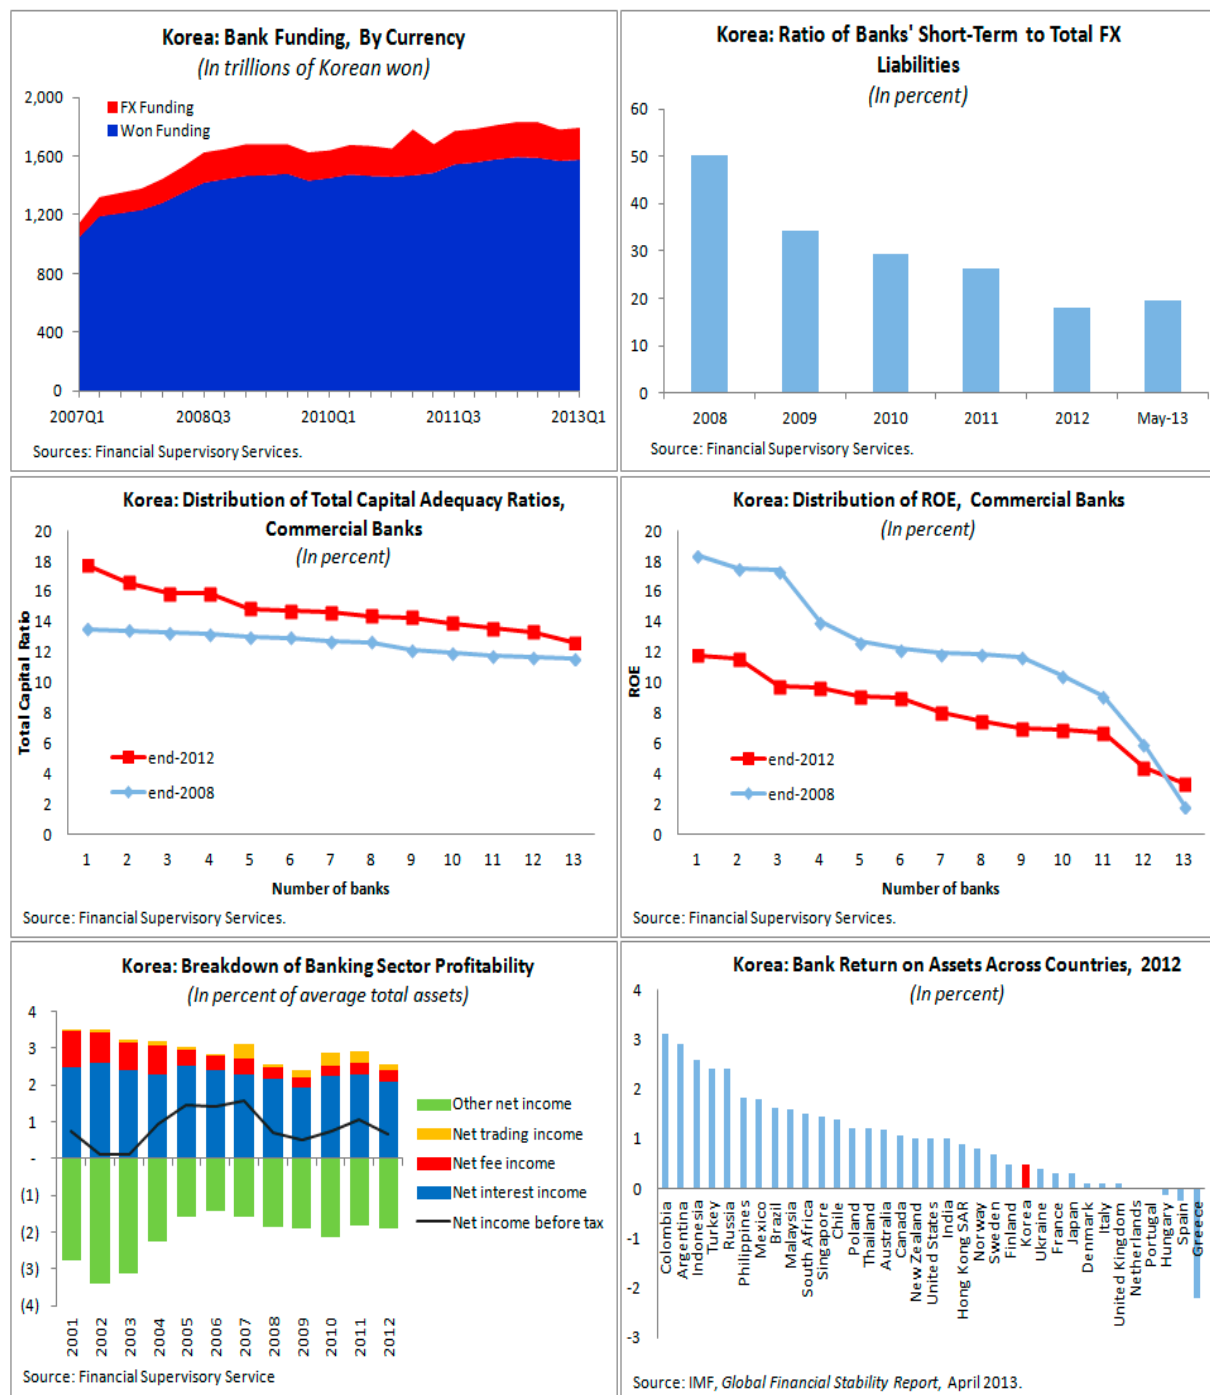 Korea: Bank Funding, By Currency
(In trillions of Korean won)
2,000
1,600
1,200
800
400
0
FX Funding
Won Funding
2007Q1 2008Q3 2010Q1 2011Q3 2013Q1
Sources: Financial Supervisory Services.
Korea: Ratio of Banks' Short-Term to Total FX
Liabilities
(In percent)
60
50
40
30
20
10
0
2008 2009 2010 2011 2012 May-13
Source: Financial Supervisory Services.
Korea: Distribution of Total Capital Adequacy Ratios,
Commercial Banks
(In percent)
20
18
16
14
12
10
8
6
4
2
0
Total Capital Ratio
end-2012
end-2008
1 2 3 4 5 6 7 8 9 10 11 12 13
Number of banks
Source: Financial Supervisory Services.
Korea: Distribution of ROE, Commercial Banks
(In percent)
20
18
16
14
12
10
8
6
4
2
0
ROE
end-2012
end-2008
1 2 3 4 5 6 7 8 9 10 11 12 13
Number of banks
Source: Financial Supervisory Services.
Korea: Breakdown of Banking Sector Profitability
(In percent of average total assets)
4
3
2
1
-
(1)
(2)
(3)
(4)
Other net income
Net trading income
Net fee income
Net interest income
Net income before tax
2001
2002
2003
2004
2005
2006
2007
2008
2009
2010
2011
2012
Source: Financial Supervisory Service
Korea: Bank Return on Assets Across Countries, 2012
(In percent)
4
3
2
1
0
-1
-2
-3
Colombia
Argentina
Indonesia
Turkey
Russia
Philippines
Mexico
Brazil
Malaysia
South Africa
Singapore
Chile
Poland
Thailand
Australia
Canada
New Zealand
United States
India
Hong Kong SAR
Norway
Sweden
Finland
Korea
Ukraine
France
Japan
Denmark
Italy
United Kingdom
Netherlands
Portugal
Hungary
Spain
Greece
Source: IMF, Global Financial Stability Report, April 2013.